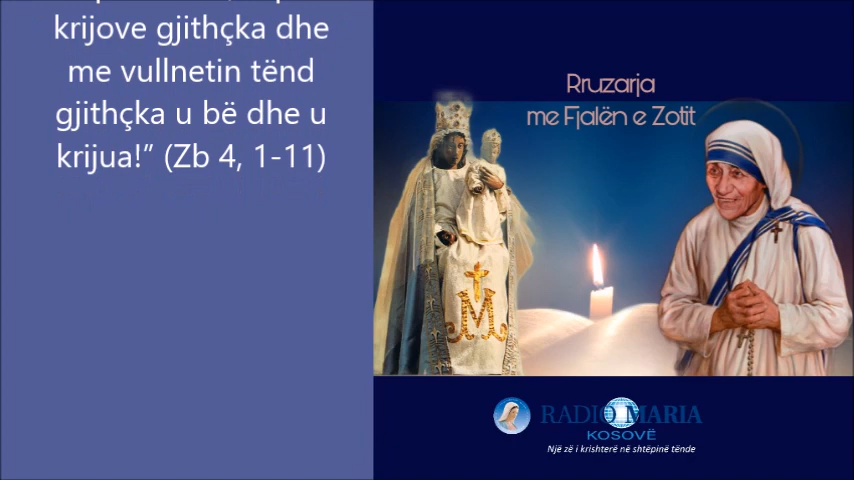 krijove gjithçka dhe
me vullnetin tënd
gjithçka u bë dhe u
krijua!” (Zb 4, 1-11)
Rruzarja
me Fjalën e Zotit
M
RADIO MARIA
KOSOVË
Një zë i krishterë në shtëpinë tënde